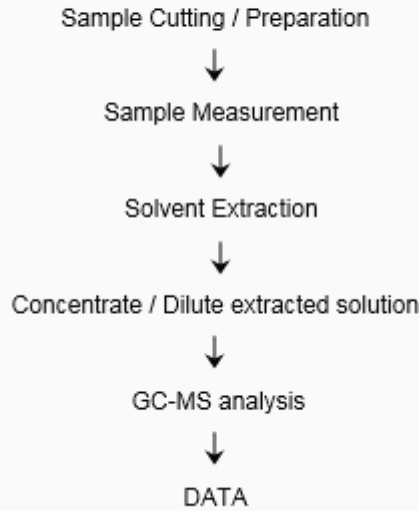 Sample Cutting / Preparation
Sample Measurement
Solvent Extraction
Concentrate / Dilute extracted solution
GC-MS analysis
DATA